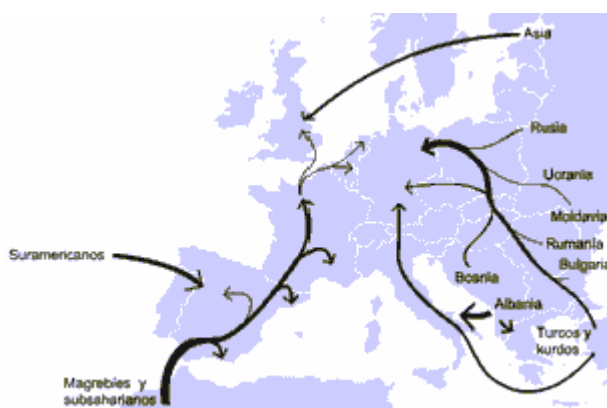 Asia
Rusia
Ucrania
Moldavia
Rumanía
Bulgaria
Suramericanos
Bosnia
Albania
Turcos y
kurdos
Magrebíes y
subsaharianos